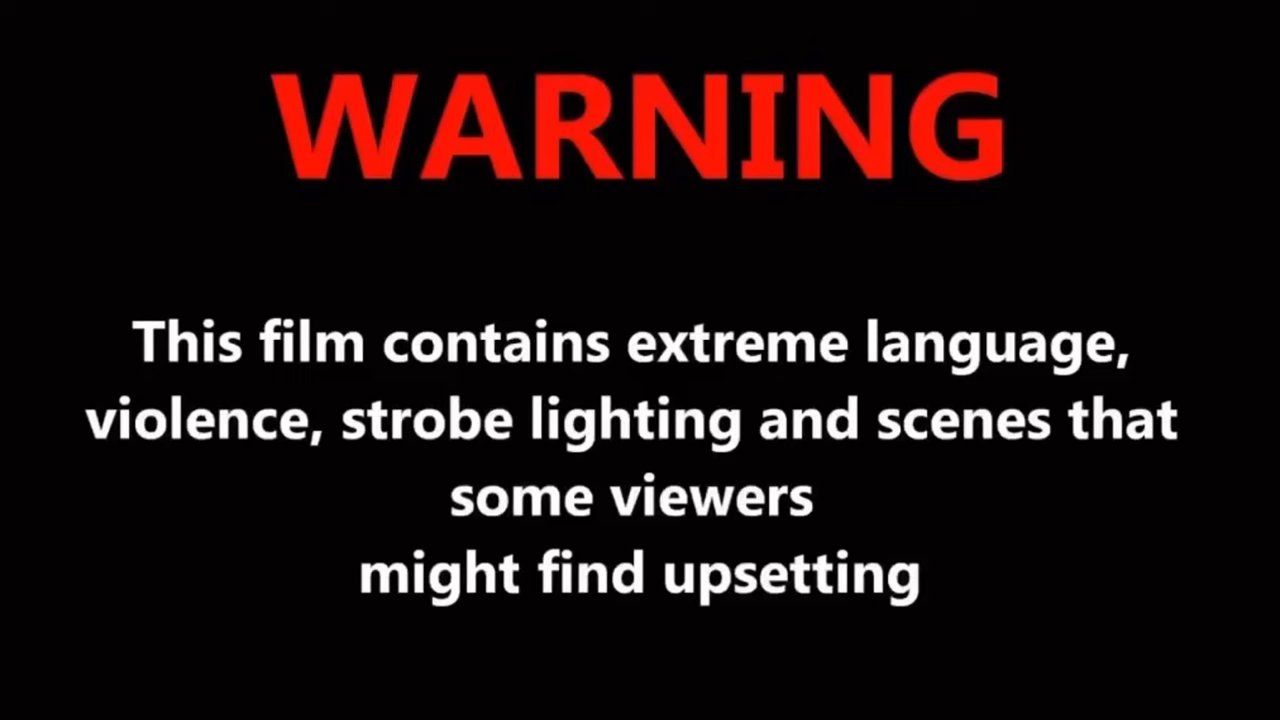 WARNING
This film contains extreme language,
violence, strobe lighting and scenes that
some viewers
might find upsetting